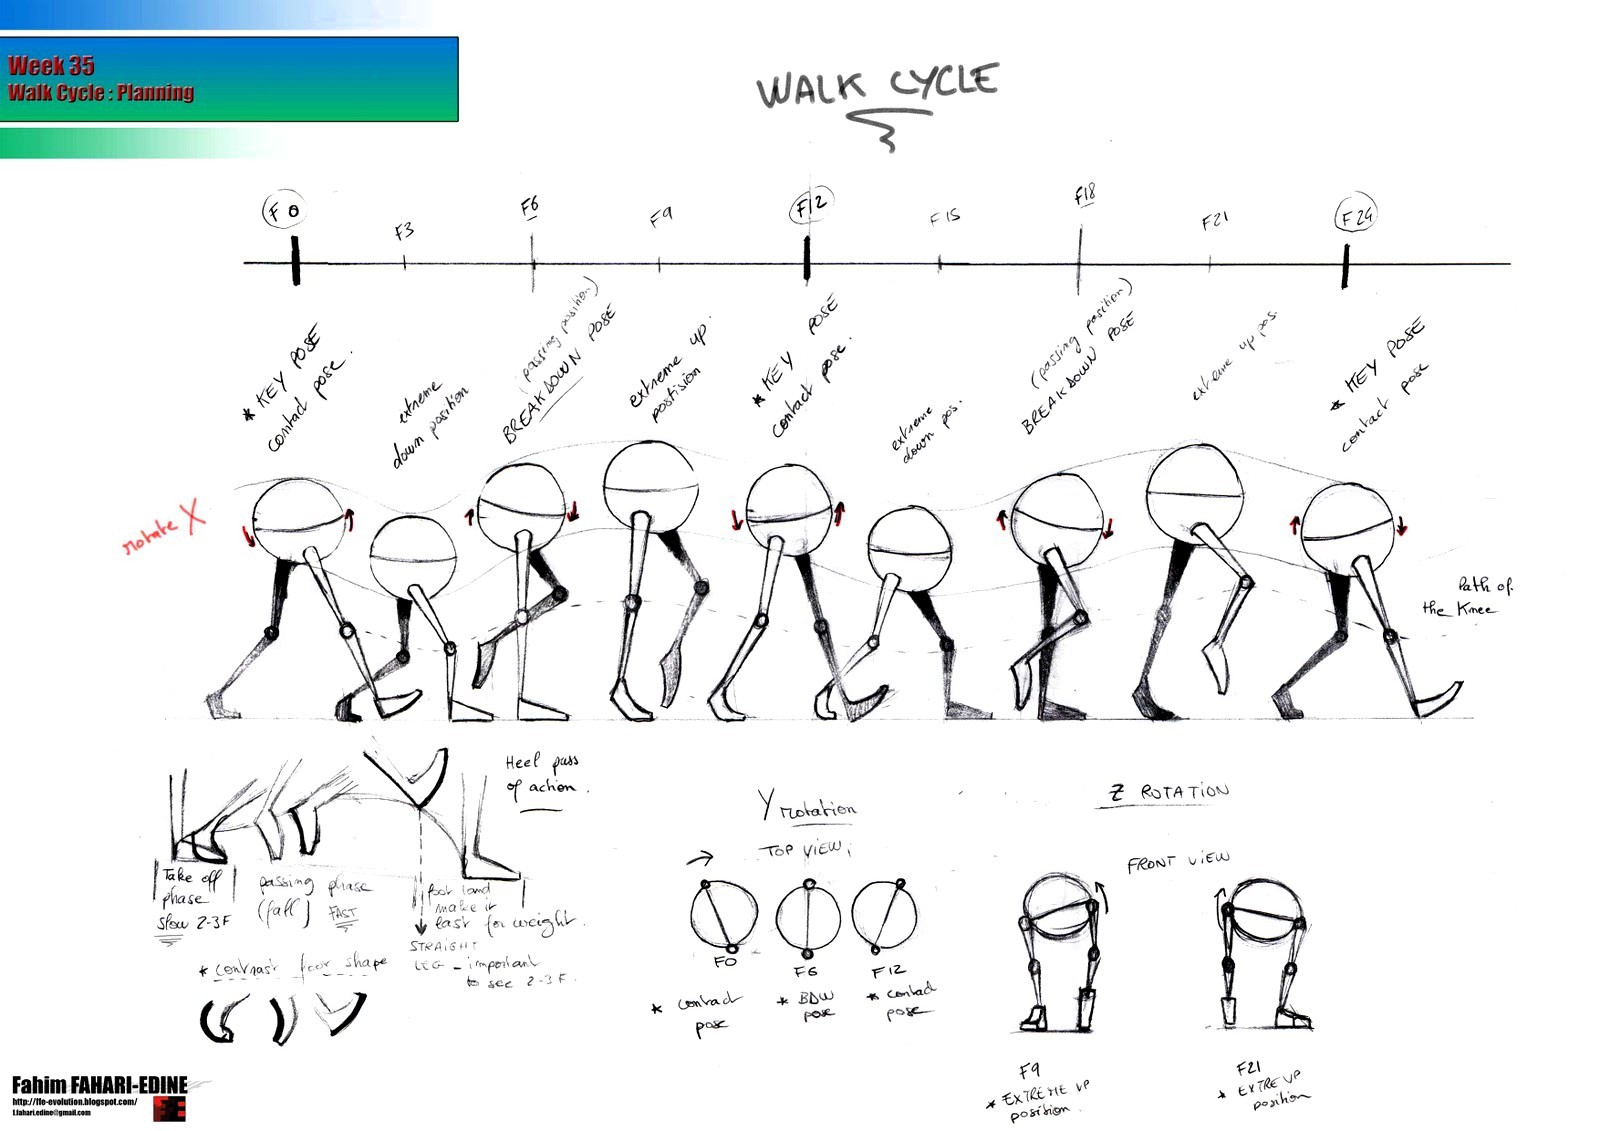 Week 35
Walk Cycle : Planning
WALK CYCLE
F 0
F3
F6
F9
F12
F15
F18
F21
F24
* KEY POSE
contact pose.
extreme
down position
(passing position)
BREAKDOWN POSE
extreme up.
postision
* KEY POSE
contact pose.
extreme
down pos.
(passing position)
BREAKDOWN POSE
extreme up pos.
* KEY POSE
contact pose
rotate X
Path of
the Knee
Heel pass
of action.
Take off
phase
slow 2-3F
passing phase
(fall) FAST
foot land
make it
last for weight.
STRAIGHT
LEG - important
to see 2-3F.
* contrast foot shape
Y rotation
TOP VIEW
F0
* contact
pose
F6
* BDW
pose
F12
* contact
pose
Z ROTATION
FRONT VIEW
F9
* EXTREME UP
position.
F21
* EXTRE UP
position
Fahim FAHARI-EDINE
http://ffe-evolution.blogspot.com/
f.fahari.edine@gmail.com